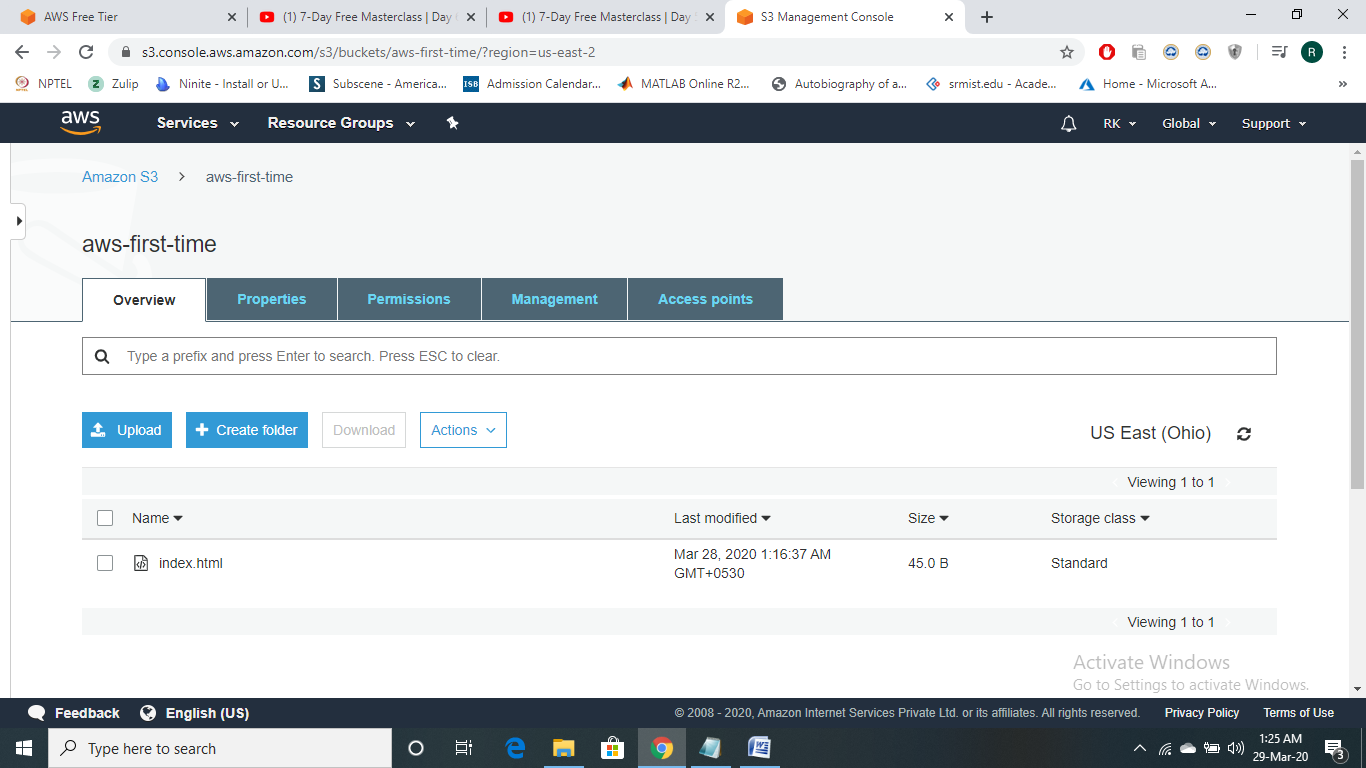 AWS Free Tier
(1) 7-Day Free Masterclass | Day
(1) 7-Day Free Masterclass | Day
S3 Management Console
s3.console.aws.amazon.com/s3/buckets/aws-first-time/?region=us-east-2
R
NPTEL
Z Zulip
Ninite - Install or U...
S Subscene - America...
ISB Admission Calendar...
MATLAB Online R2...
Autobiography of a...
srmist.edu - Acade...
Home - Microsoft A...
aws Services Resource Groups RK Global Support
Amazon S3 > aws-first-time
aws-first-time
Overview Properties Permissions Management Access points
Type a prefix and press Enter to search. Press ESC to clear.
Upload Create folder Download Actions US East (Ohio)
Viewing 1 to 1
Name Last modified Size Storage class
index.html Mar 28, 2020 1:16:37 AM 45.0 B Standard
GMT+0530
Viewing 1 to 1
Activate Windows
Go to Settings to activate Windows.
Feedback English (US) © 2008 - 2020, Amazon Internet Services Private Ltd. or its affiliates. All rights reserved. Privacy Policy Terms of Use
Type here to search 1:25 AM
29-Mar-20 3